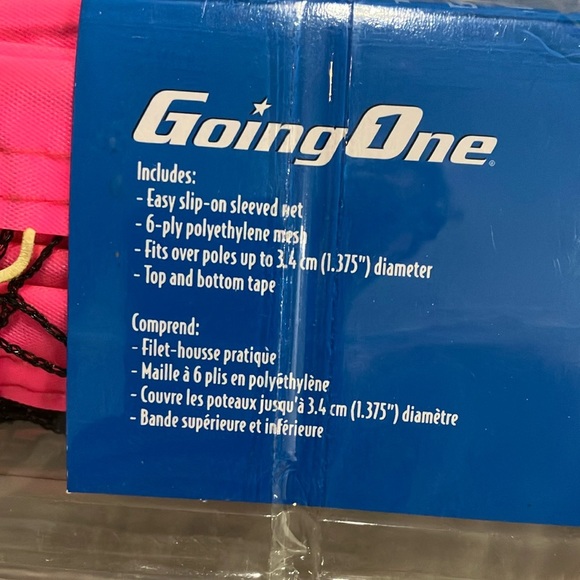 Going One®
Includes:
- Easy slip-on sleeved net
- 6-ply polyethylene mesh
- Fits over poles up to 3.4 cm (1.375") diameter
- Top and bottom tape
Comprend:
- Filet-housse pratique
- Maille à 6 plis en polyéthylène
- Couvre les poteaux jusqu'à 3.4 cm (1.375") diamètre
- Bande supérieure et inférieure